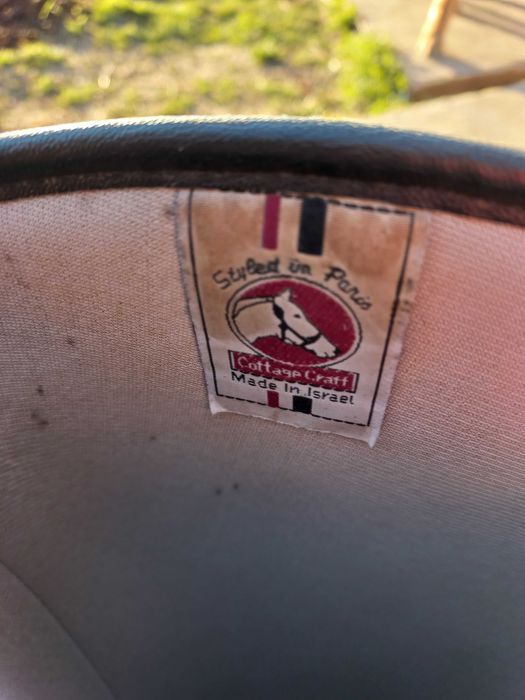 Styled in Paris
Cottage Craft
Made In Israel